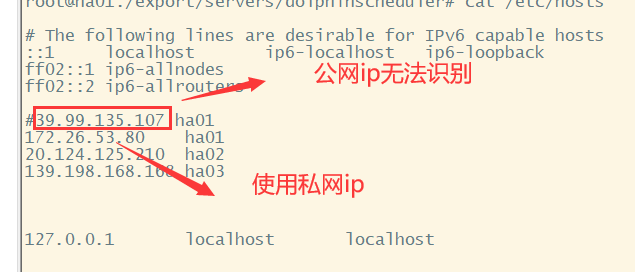 root@ha01:/export/servers/dolphinscheduler# cat /etc/hosts
# The following lines are desirable for IPv6 capable hosts
::1 localhost ip6-localhost ip6-loopback
ff02::1 ip6-allnodes
ff02::2 ip6-allrouters
公网ip无法识别
#39.99.135.107 ha01
172.26.53.80 ha01
20.124.125.210 ha02
139.198.168.168 ha03
使用私网ip
127.0.0.1 localhost localhost